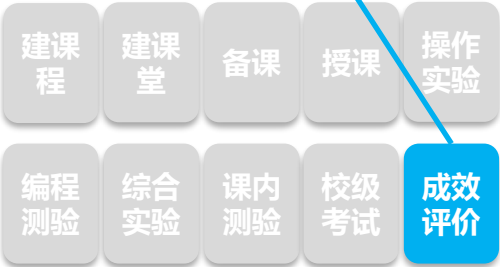 建课
程
建课
堂
备课
授课
操作
实验
编程
测验
综合
实验
课内
测验
校级
考试
成效
评价